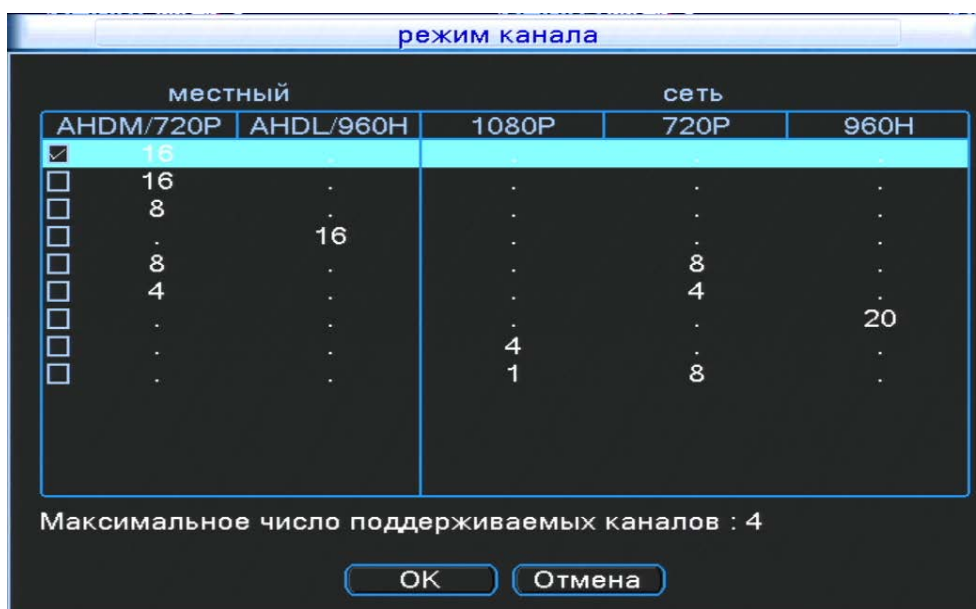 режим канала
местный сеть
AHDM/720P AHDL/960H 1080P 720P 960H
16 . . . .
16 . . . .
8 . . . .
. 16 . . .
8 . . 8 .
4 . . 4 .
. . . . 20
. . 4 . .
. . 1 8 .
Максимальное число поддерживаемых каналов : 4
OK Отмена